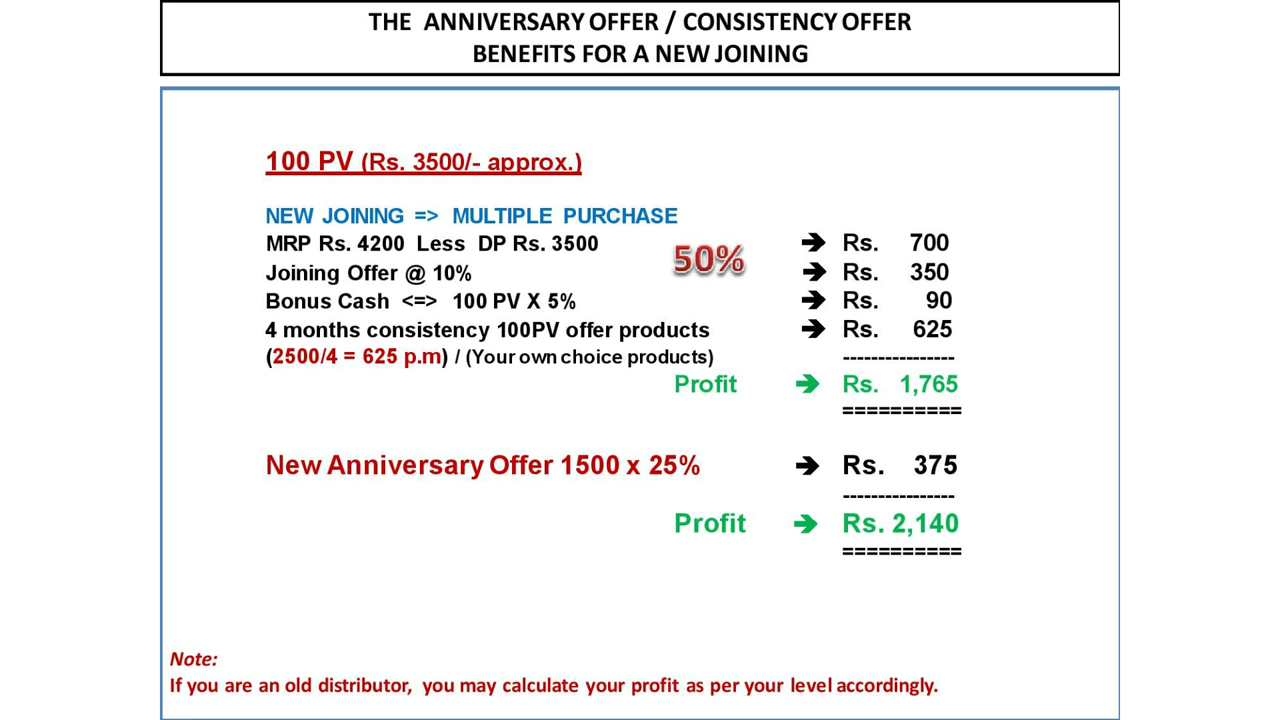 THE ANNIVERSARY OFFER / CONSISTENCY OFFER
BENEFITS FOR A NEW JOINING
100 PV (Rs. 3500/- approx.)
NEW JOINING => MULTIPLE PURCHASE
MRP Rs. 4200 Less DP Rs. 3500 ➔ Rs. 700
50%
Joining Offer @ 10% ➔ Rs. 350
Bonus Cash <=> 100 PV X 5% ➔ Rs. 90
4 months consistency 100PV offer products ➔ Rs. 625
(2500/4 = 625 p.m) / (Your own choice products) ----------------
Profit ➔ Rs. 1,765
==========
New Anniversary Offer 1500 x 25% ➔ Rs. 375
----------------
Profit ➔ Rs. 2,140
==========
Note:
If you are an old distributor, you may calculate your profit as per your level accordingly.